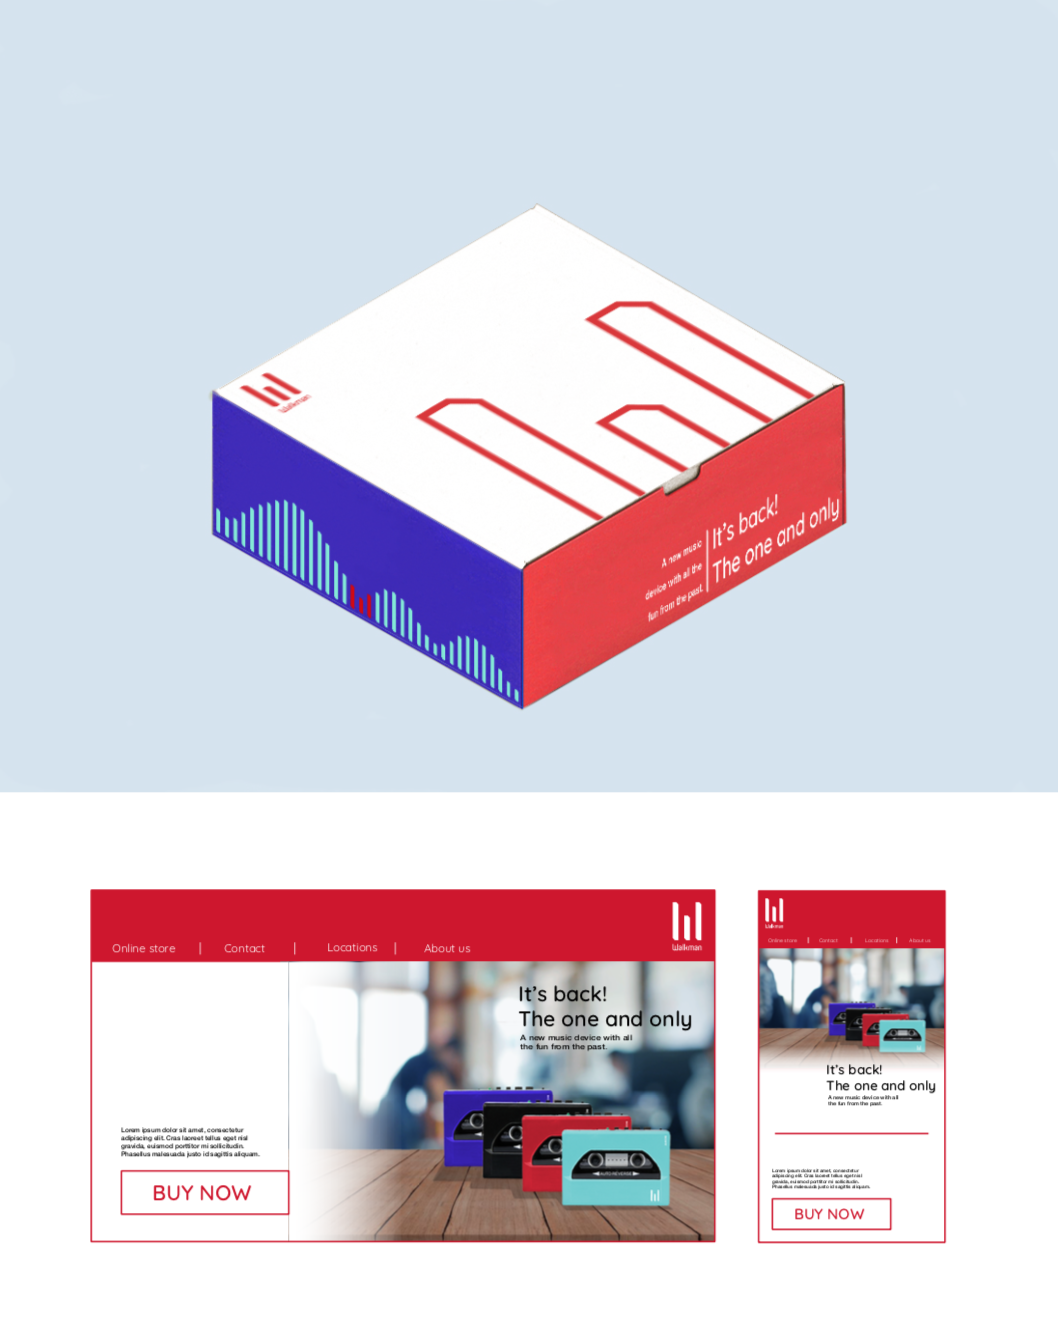 Walkman
A new music
device with all the
fun from the past.
It's back!
The one and only
Online store | Contact | Locations | About us
Walkman
It's back!
The one and only
A new music device with all
the fun from the past.
AUTO REVERSE
Lorem ipsum dolor sit amet, consectetur
adipiscing elit. Cras laoreet tellus eget nisl
gravida, euismod porttitor mi sollicitudin.
Phasellus malesuada justo id sagittis aliquam.
BUY NOW
Walkman
Online store | Contact | Locations | About us
It's back!
The one and only
A new music device with all
the fun from the past.
Lorem ipsum dolor sit amet, consectetur
adipiscing elit. Cras laoreet tellus eget nisl
gravida, euismod porttitor mi sollicitudin.
Phasellus malesuada justo id sagittis aliquam.
BUY NOW